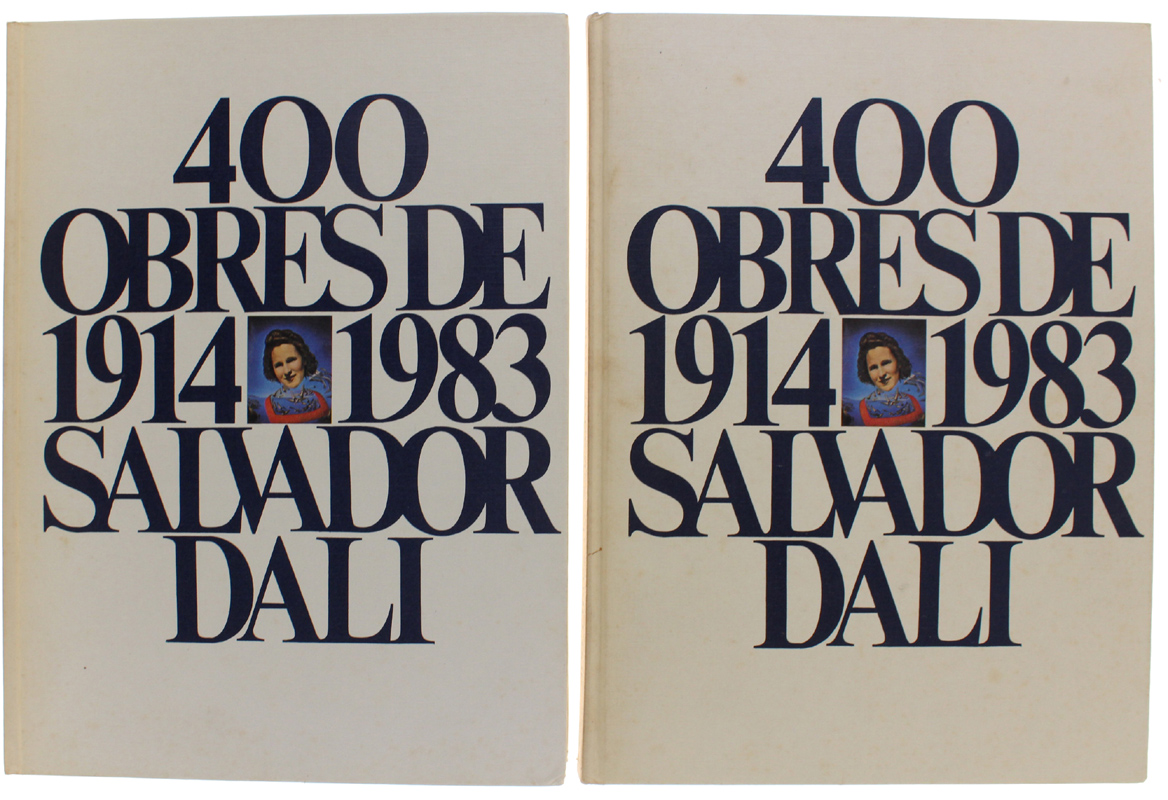 400
OBRES DE
1914 1983
SALVADOR
DALI
400
OBRES DE
1914 1983
SALVADOR
DALI